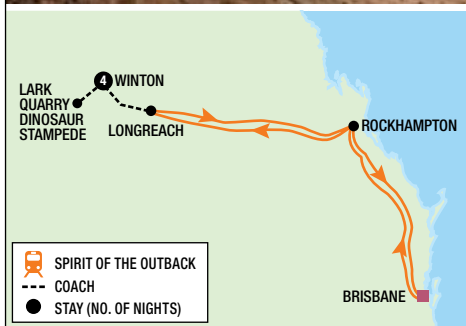 4 WINTON
LARK
QUARRY
DINOSAUR
STAMPEDE
LONGREACH
ROCKHAMPTON
SPIRIT OF THE OUTBACK
COACH
STAY (NO. OF NIGHTS)
BRISBANE